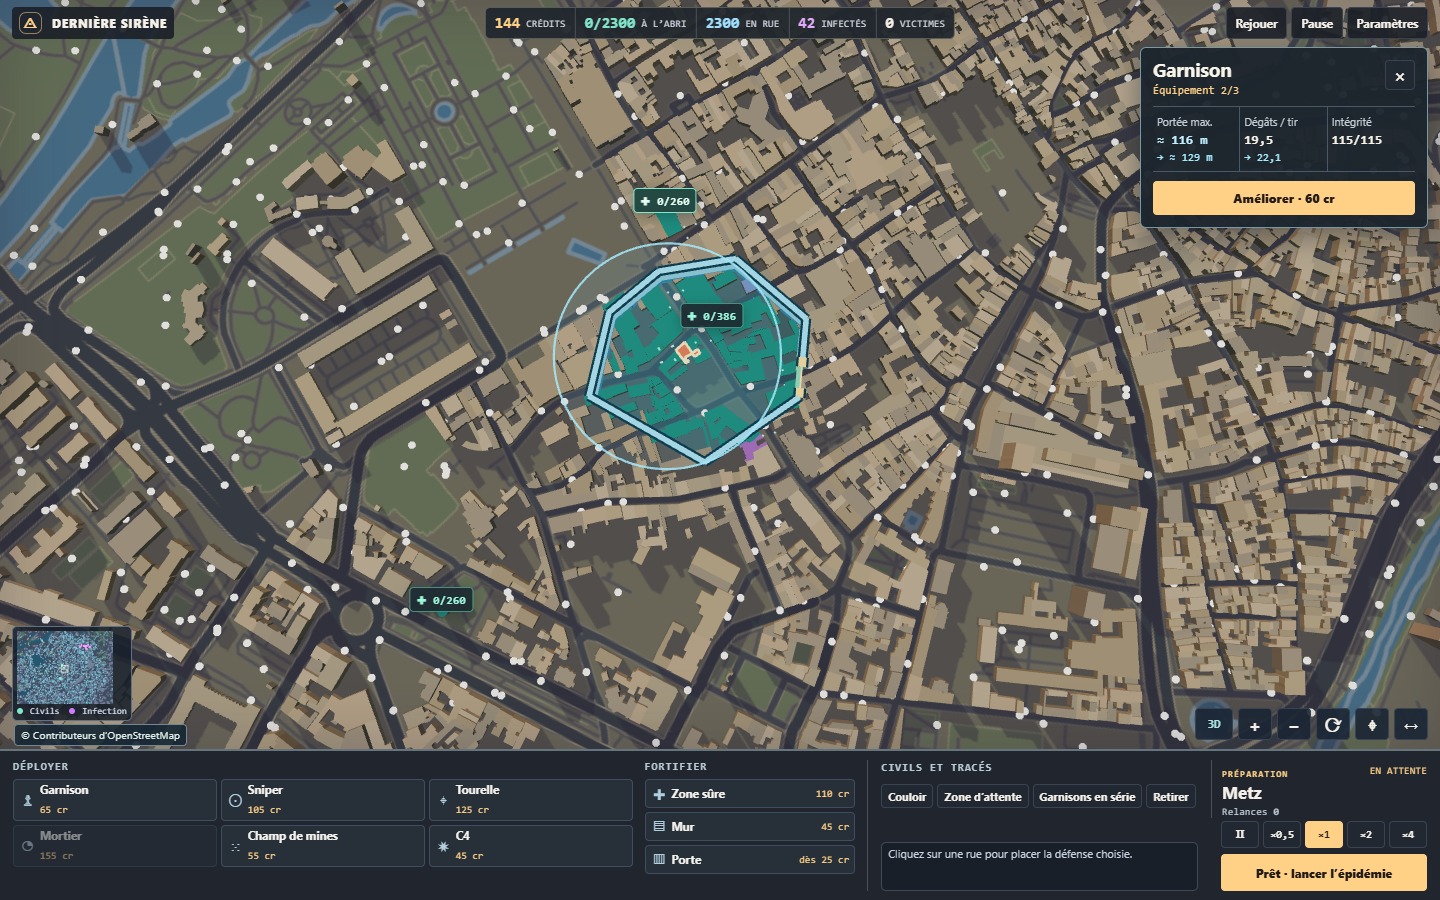 DERNIÈRE SIRÈNE
144 CRÉDITS
0/2300 À L'ABRI
2300 EN RUE
42 INFECTÉS
0 VICTIMES
Rejouer
Pause
Paramètres
Garnison
×
Équipement 2/3
Portée max.
≈ 116 m
→ ≈ 129 m
Dégâts / tir
19,5
→ 22,1
Intégrité
115/115
Améliorer · 60 cr
0/260
0/386
0/260
Civils
Infection
© Contributeurs d'OpenStreetMap
3D
DÉPLOYER
Garnison
65 cr
Sniper
105 cr
Tourelle
125 cr
Mortier
155 cr
Champ de mines
55 cr
C4
45 cr
FORTIFIER
Zone sûre 110 cr
Mur 45 cr
Porte dès 25 cr
CIVILS ET TRACÉS
Couloir
Zone d'attente
Garnisons en série
Retirer
Cliquez sur une rue pour placer la défense choisie.
PRÉPARATION
EN ATTENTE
Metz
Relances 0
×0,5
×1
×2
×4
Prêt · lancer l'épidémie